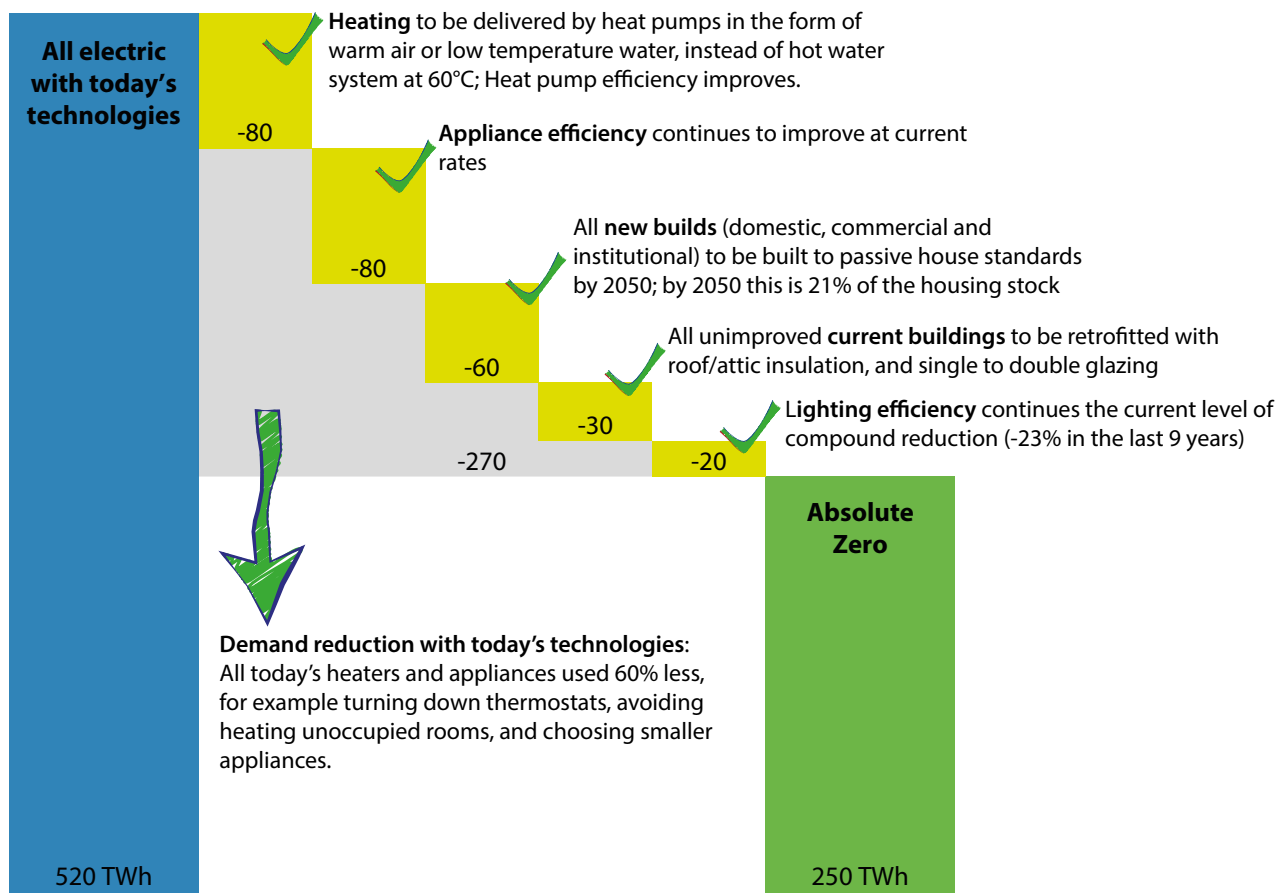 All electric
with today's
technologies
Heating to be delivered by heat pumps in the form of
warm air or low temperature water, instead of hot water
system at 60°C; Heat pump efficiency improves.
-80
Appliance efficiency continues to improve at current
rates
-80
All new builds (domestic, commercial and
institutional) to be built to passive house standards
by 2050; by 2050 this is 21% of the housing stock
-60
All unimproved current buildings to be retrofitted with
roof/attic insulation, and single to double glazing
-30
Lighting efficiency continues the current level of
compound reduction (-23% in the last 9 years)
-270
-20
Absolute
Zero
Demand reduction with today's technologies:
All today's heaters and appliances used 60% less,
for example turning down thermostats, avoiding
heating unoccupied rooms, and choosing smaller
appliances.
520 TWh
250 TWh